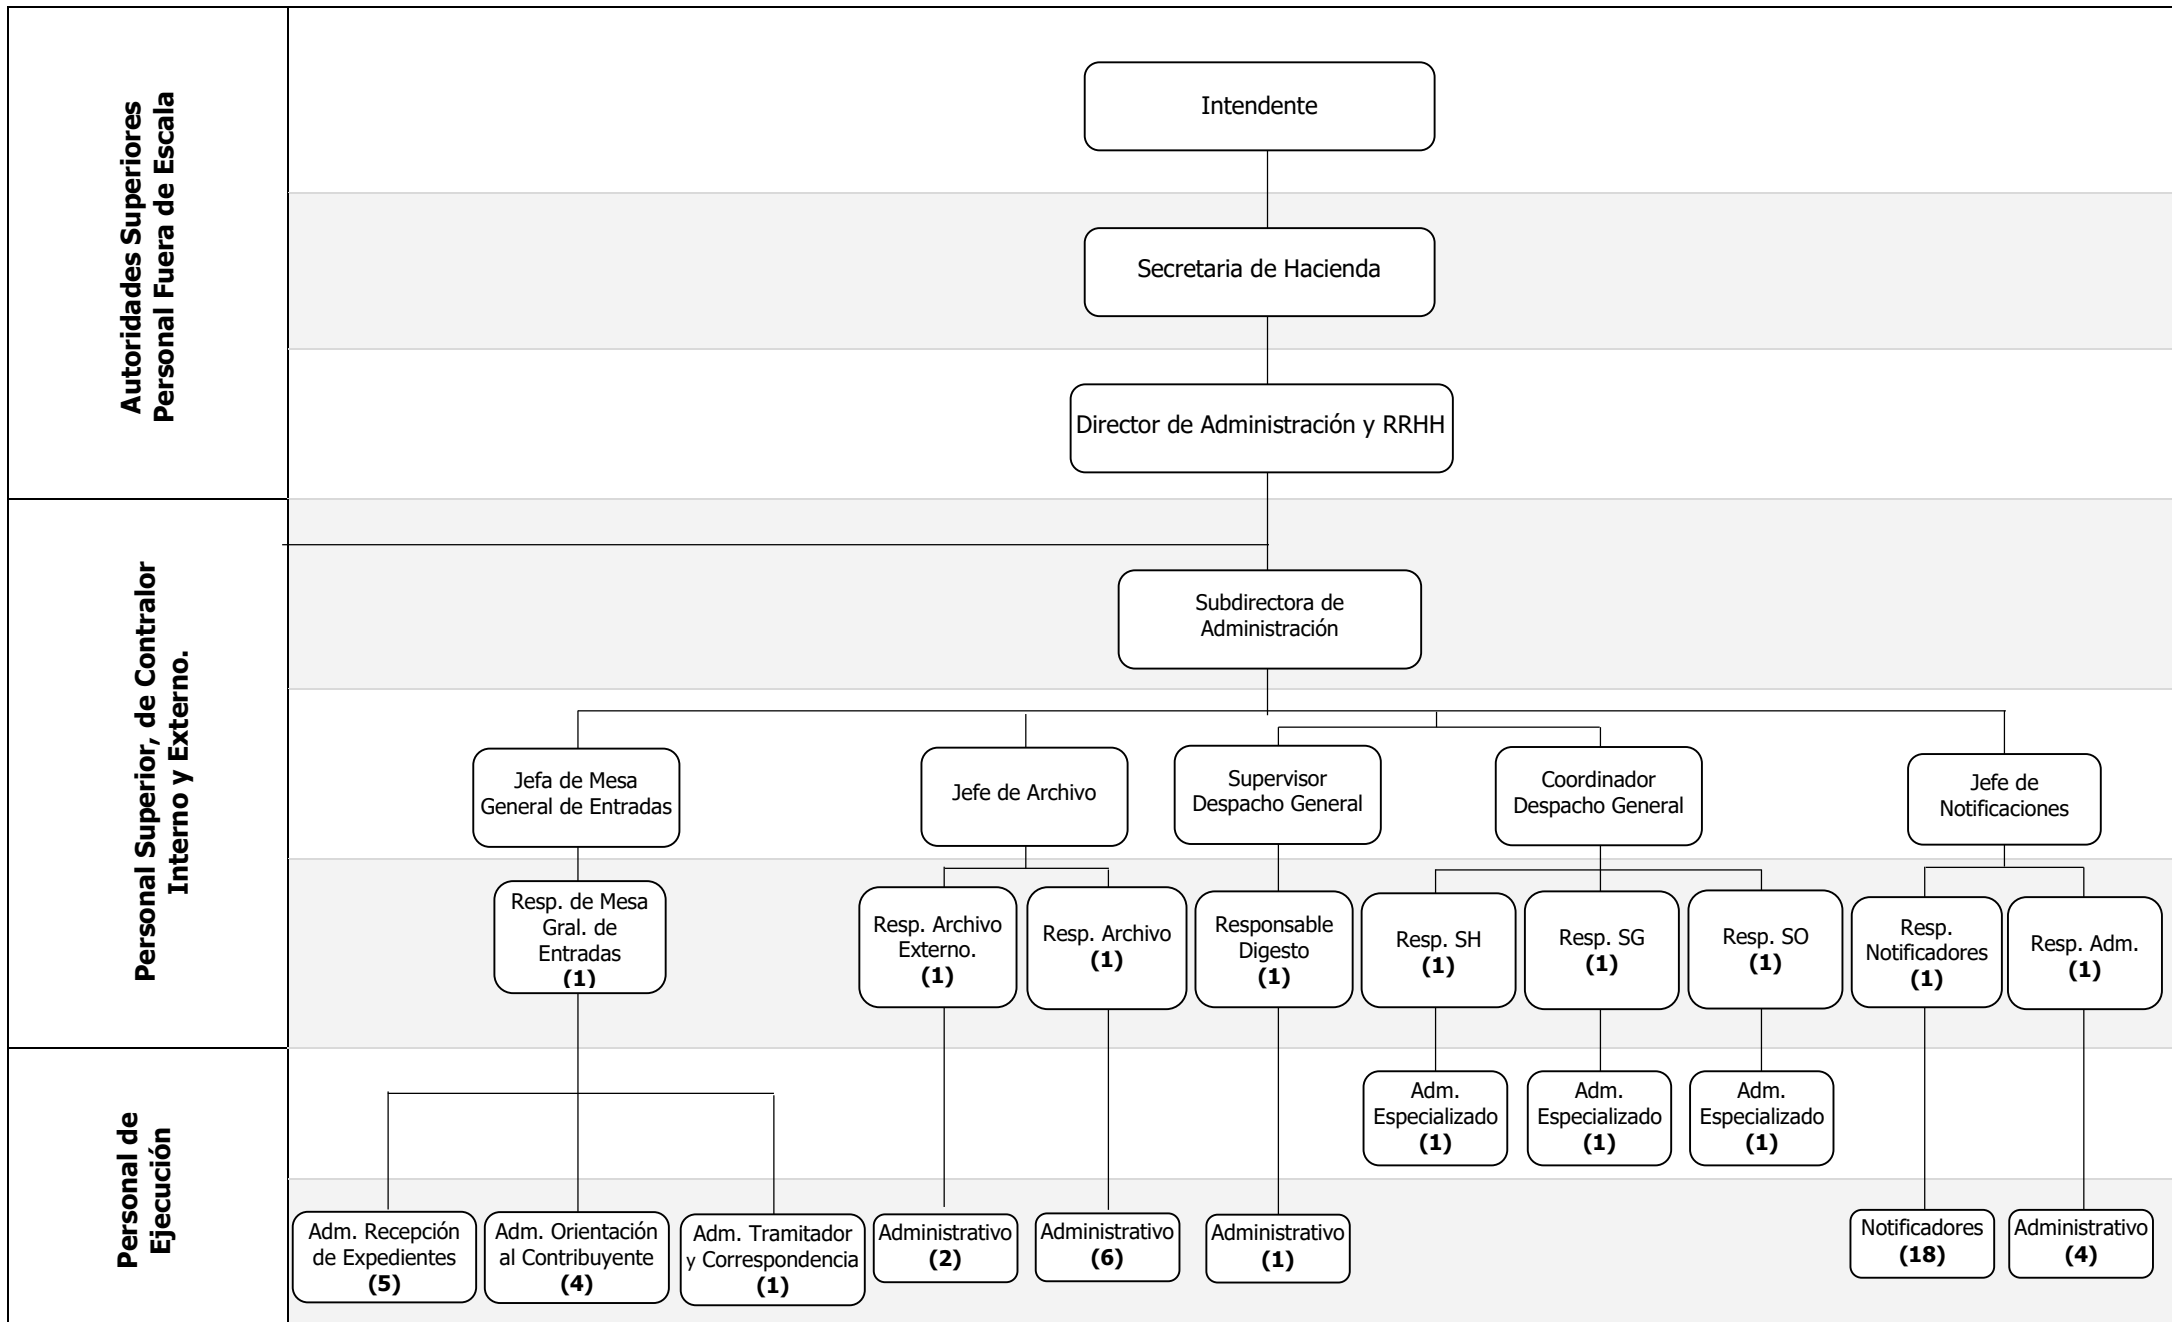 Autoridades Superiores
Personal Fuera de Escala
Intendente
Secretaria de Hacienda
Director de Administración y RRHH
Personal Superior, de Contralor
Interno y Externo.
Subdirectora de
Administración
Jefa de Mesa
General de Entradas
Jefe de Archivo
Supervisor
Despacho General
Coordinador
Despacho General
Jefe de
Notificaciones
Resp. de Mesa
Gral. de
Entradas
(1)
Resp. Archivo
Externo.
(1)
Resp. Archivo
(1)
Responsable
Digesto
(1)
Resp. SH
(1)
Resp. SG
(1)
Resp. SO
(1)
Resp.
Notificadores
(1)
Resp. Adm.
(1)
Personal de
Ejecución
Adm.
Especializado
(1)
Adm.
Especializado
(1)
Adm.
Especializado
(1)
Adm. Recepción
de Expedientes
(5)
Adm. Orientación
al Contribuyente
(4)
Adm. Tramitador
y Correspondencia
(1)
Administrativo
(2)
Administrativo
(6)
Administrativo
(1)
Notificadores
(18)
Administrativo
(4)